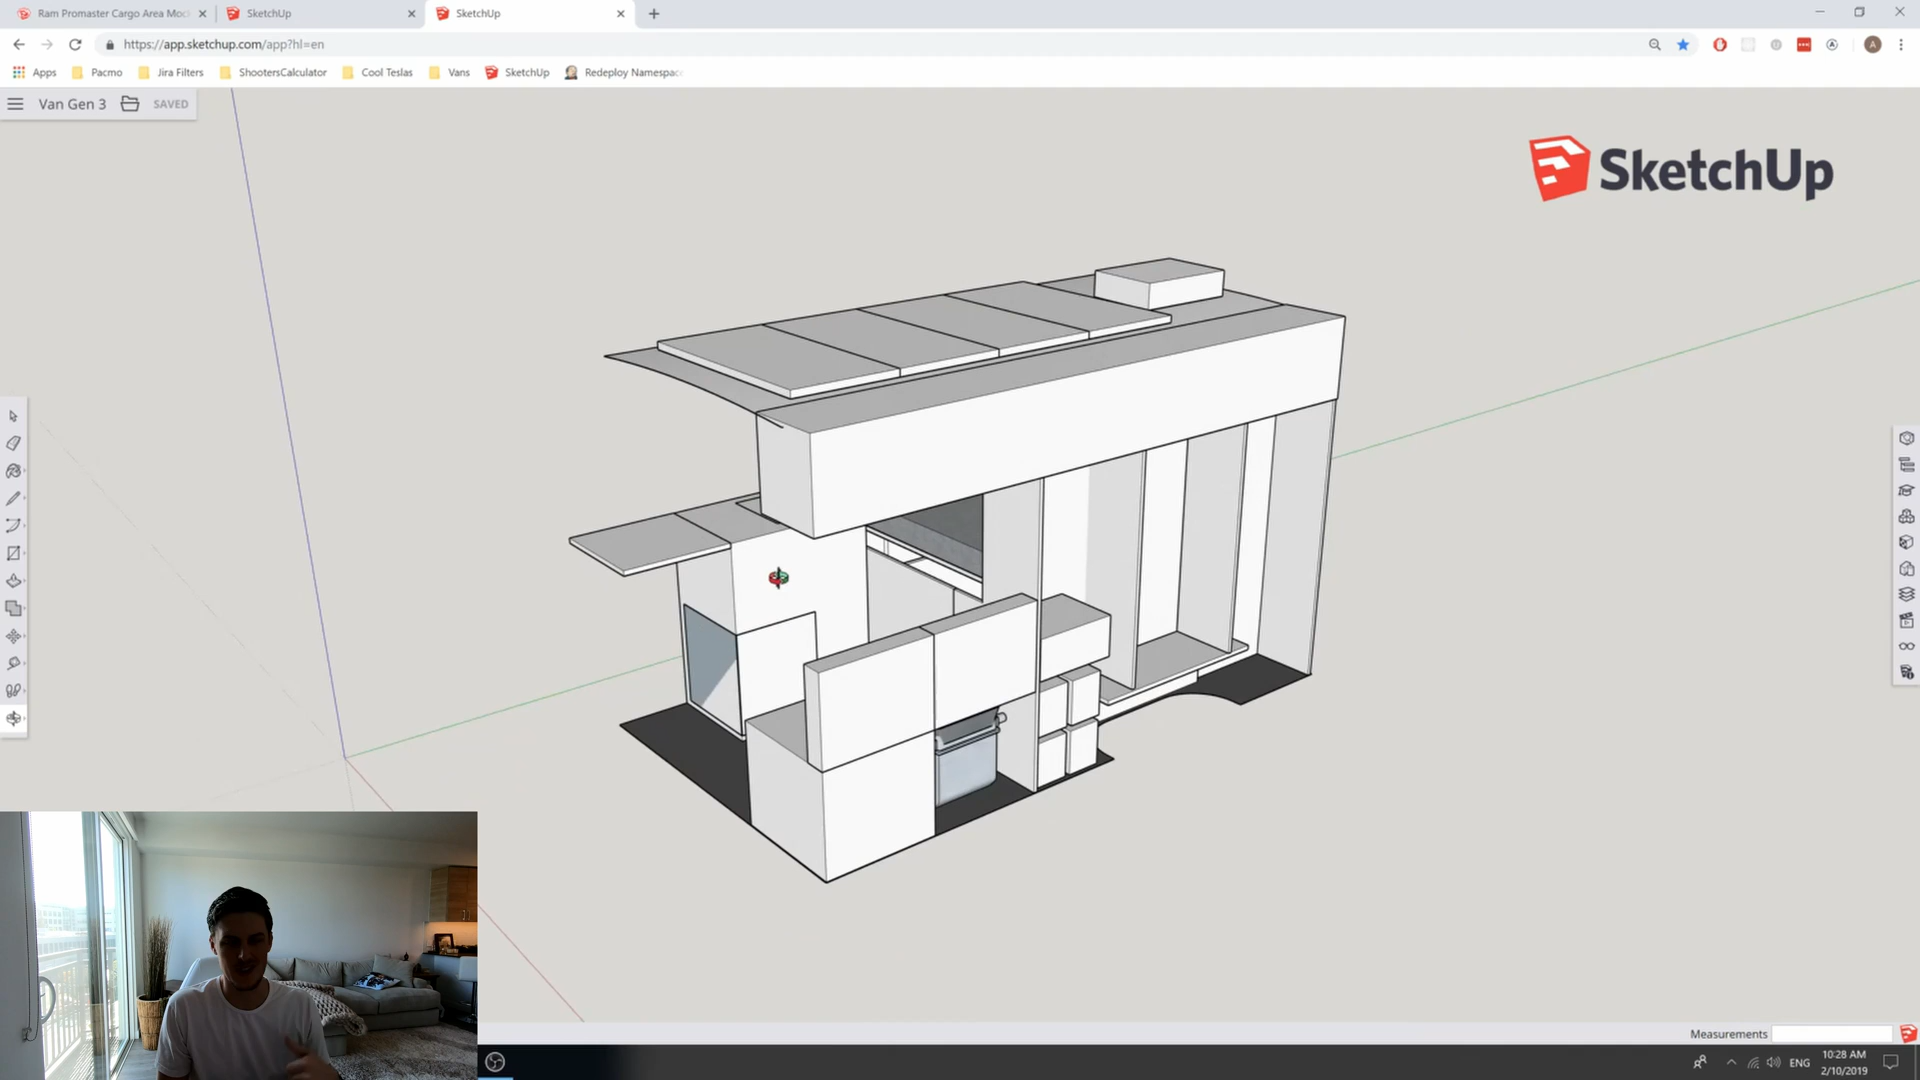 Ram Promaster Cargo Area Moc
SketchUp
SketchUp
https://app.sketchup.com/app?hl=en
A
Apps
Pacmo
Jira Filters
ShootersCalculator
Cool Teslas
Vans
SketchUp
Redeploy Namespac
Van Gen 3
SAVED
SketchUp
Measurements
ENG
10:28 AM
2/10/2019